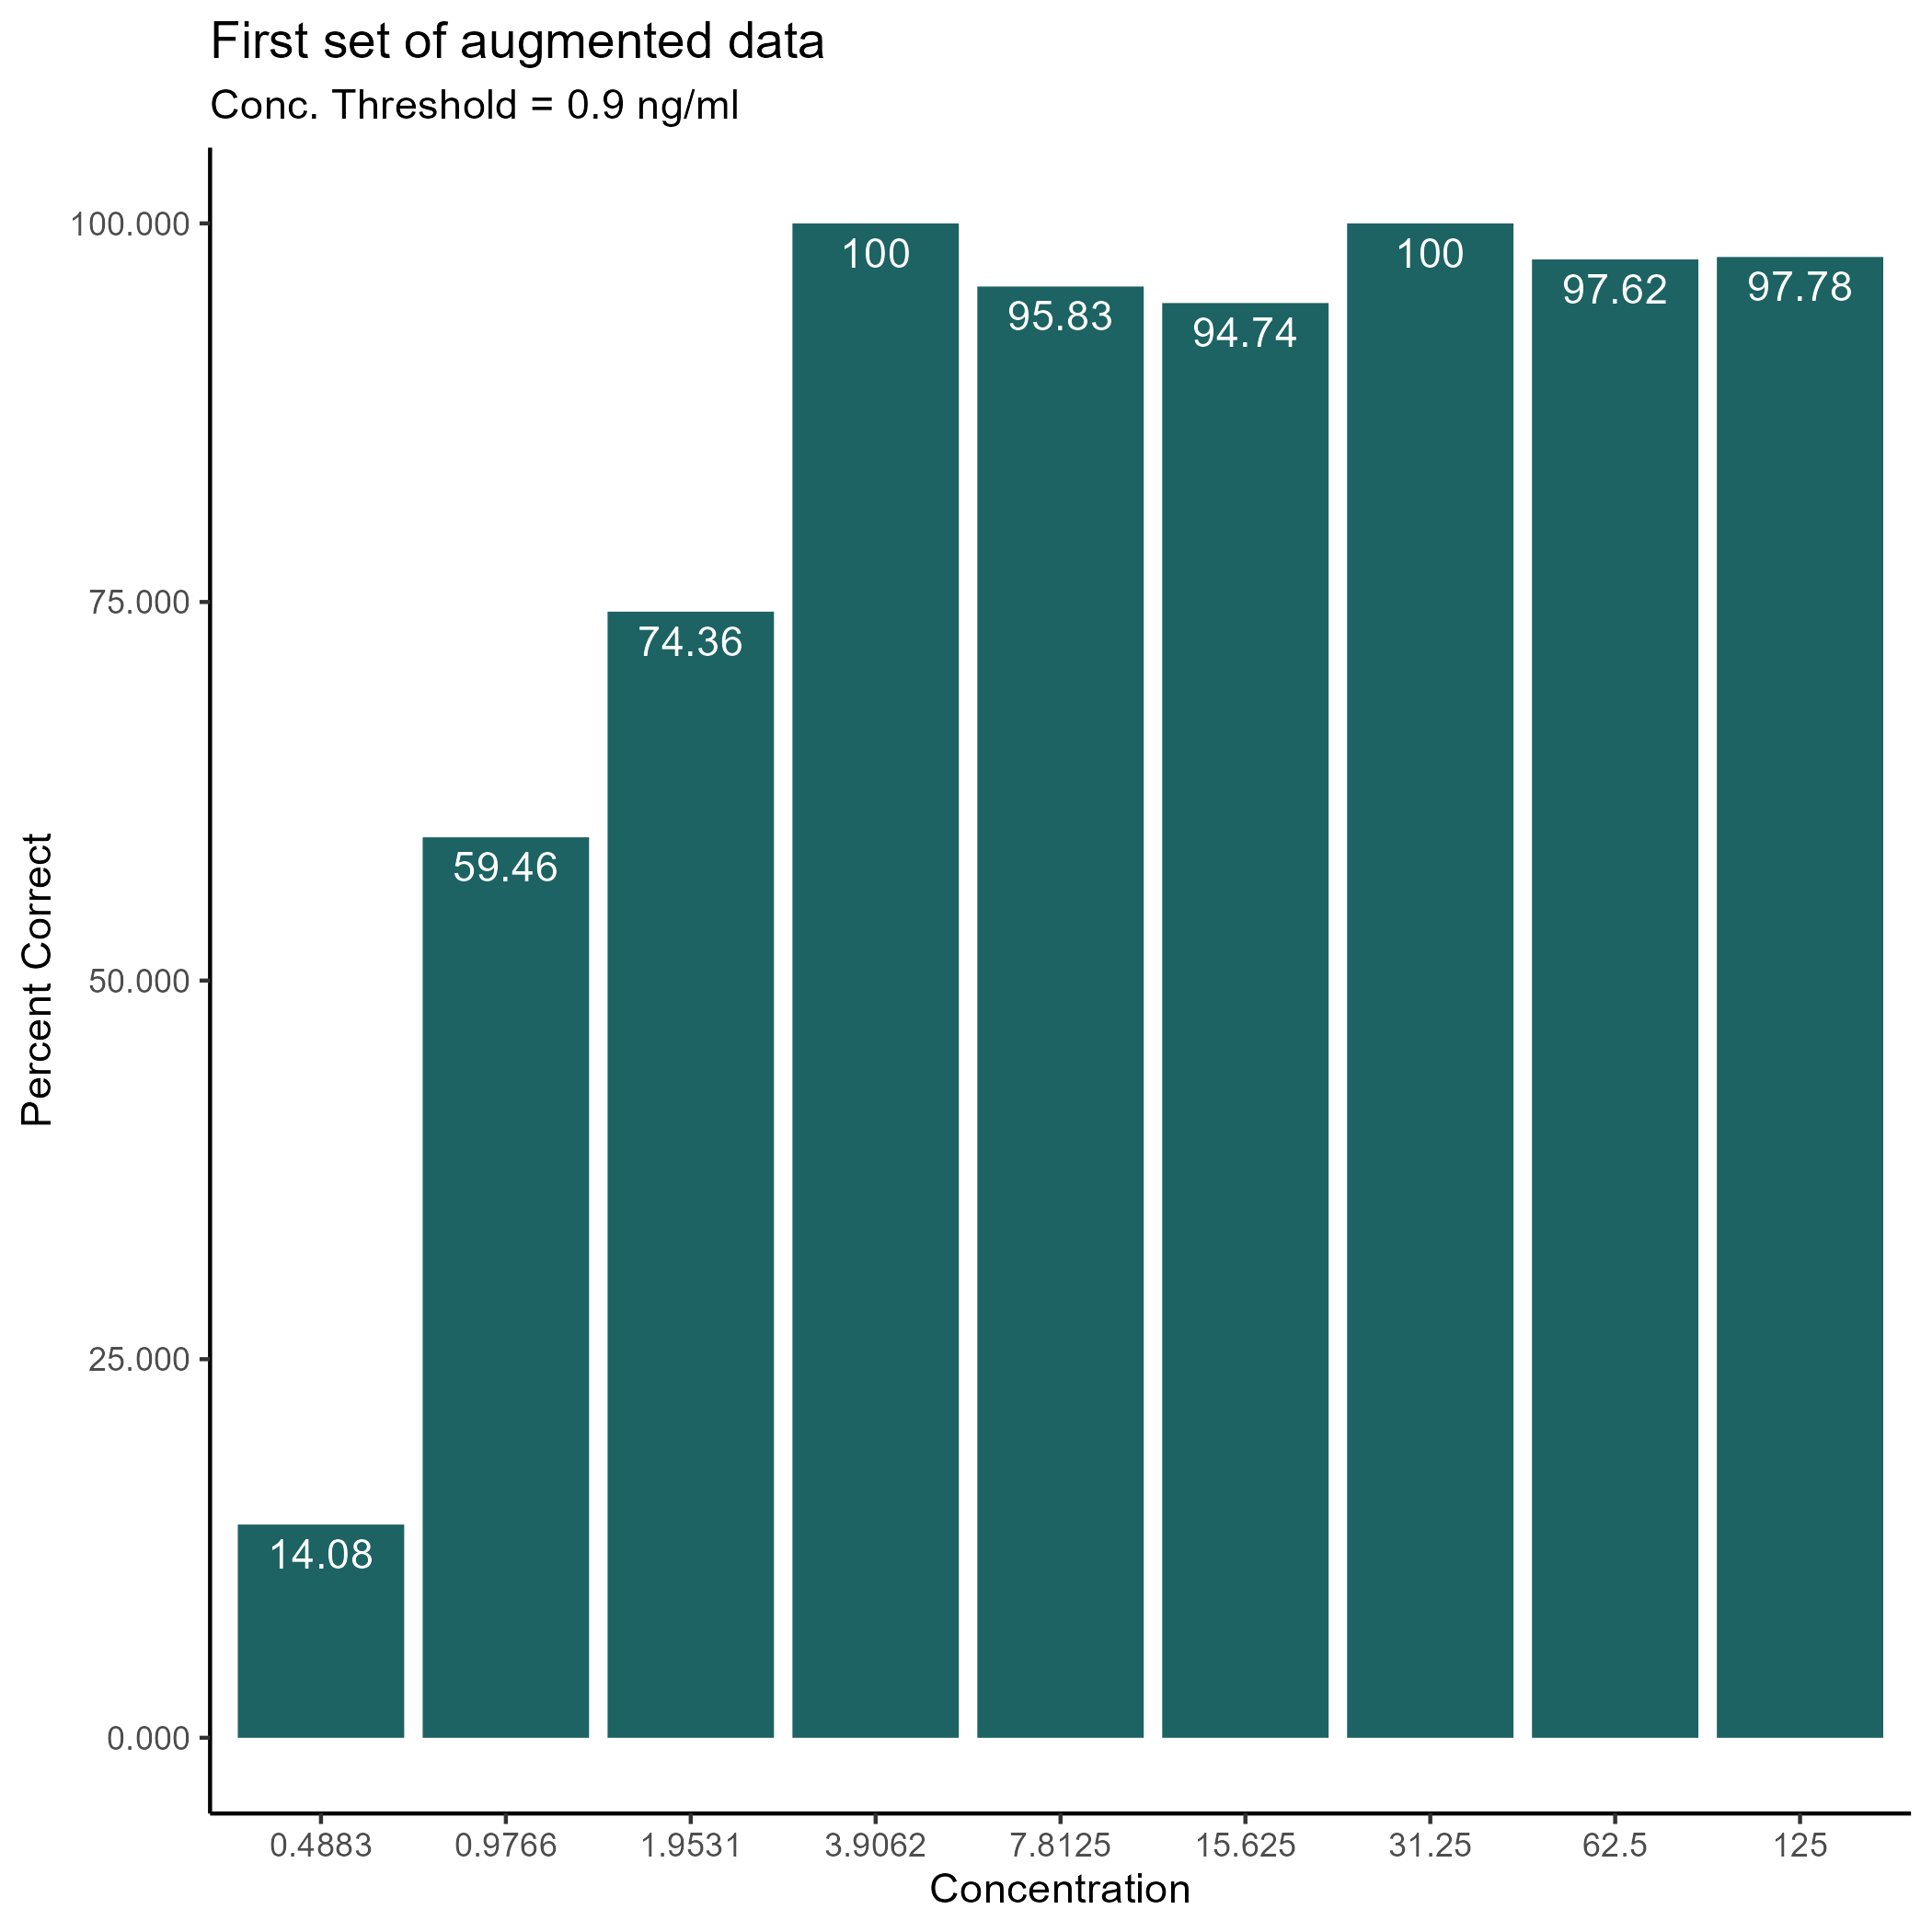 First set of augmented data
Conc. Threshold = 0.9 ng/ml
Percent Correct
100.000
75.000
50.000
25.000
0.000
14.08
59.46
74.36
100
95.83
94.74
100
97.62
97.78
0.4883 0.9766 1.9531 3.9062 7.8125 15.625 31.25 62.5 125
Concentration